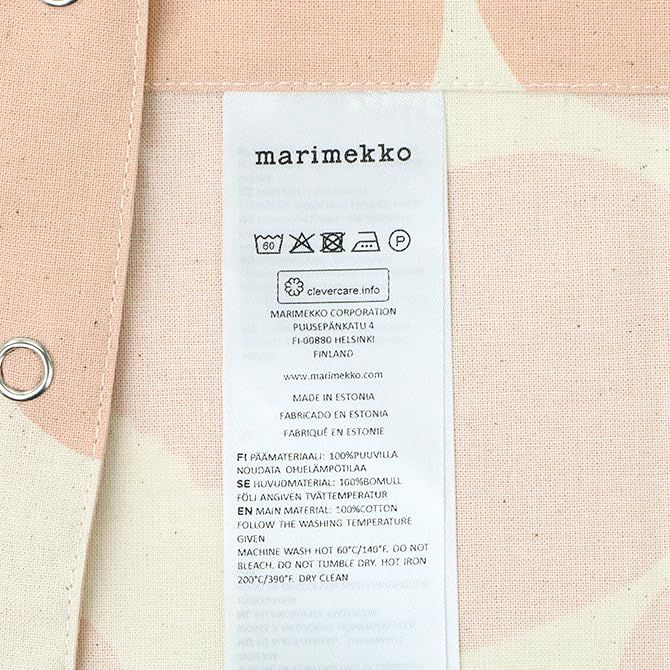 marimekko
60 P
clevercare.info
MARIMEKKO CORPORATION
PUUSEPÄNKATU 4
FI-00880 HELSINKI
FINLAND
www.marimekko.com
MADE IN ESTONIA
FABRICADO EN ESTONIA
FABRIQUÉ EN ESTONIE
FI PÄÄMATERIAALI: 100%PUUVILLA
NOUDATA OHJELÄMPÖTILAA
SE HUVUDMATERIAL: 100%BOMULL
FÖLJ ANGIVEN TVÄTTEMPERATUR
EN MAIN MATERIAL: 100%COTTON
FOLLOW THE WASHING TEMPERATURE
GIVEN
MACHINE WASH HOT 60°C/140°F. DO NOT
BLEACH. DO NOT TUMBLE DRY. HOT IRON
200°C/390°F. DRY CLEAN